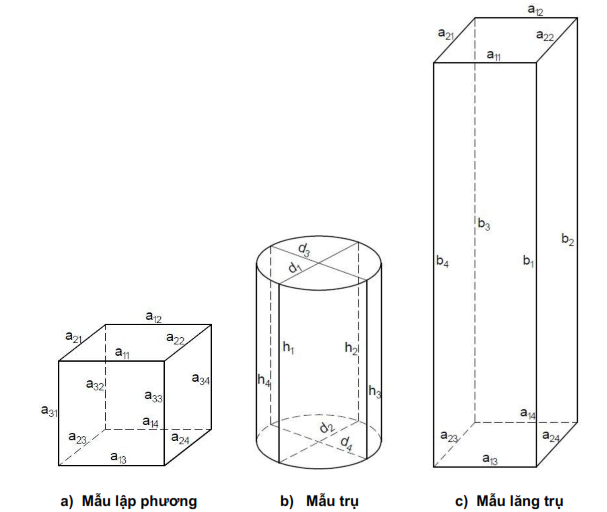 a12
a21
a22
a11
b3
b2
b4
b1
a14
a23
a24
a13
d3
d1
h1
h2
h4
h3
d2
d4
a12
a21
a22
a11
a32
a33
a34
a31
a14
a23
a24
a13
a) Mẫu lập phương
b) Mẫu trụ
c) Mẫu lăng trụ